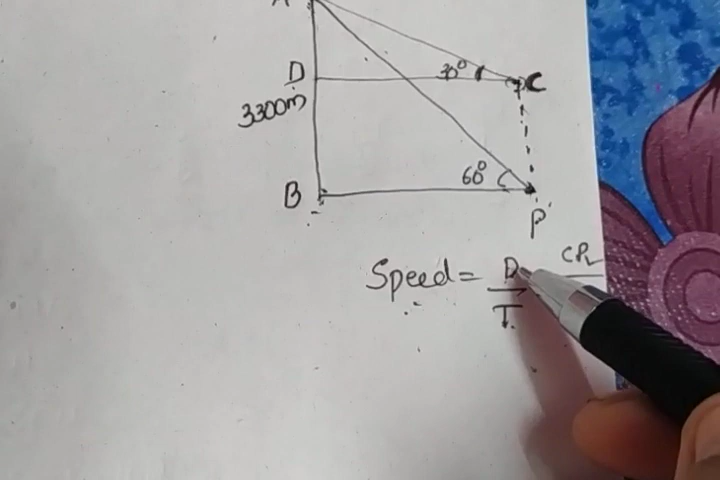 A
D 30° C
3300m
B 60°
P
Speed = D/T CP